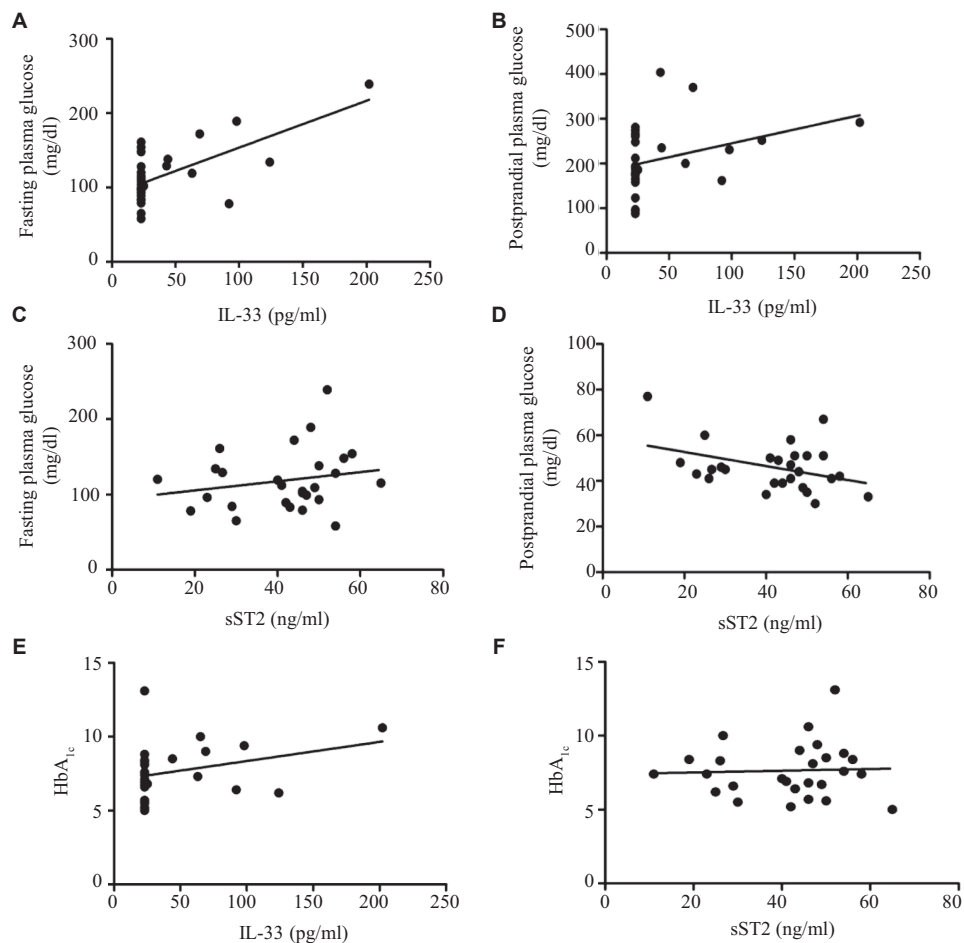 A
Fasting plasma glucose
(mg/dl)
300
200
100
0
0
50
100
150
200
250
IL-33 (pg/ml)
B
Postprandial plasma glucose
(mg/dl)
500
400
300
200
100
0
0
50
100
150
200
250
IL-33 (pg/ml)
C
Fasting plasma glucose
(mg/dl)
300
200
100
0
0
20
40
60
80
sST2 (ng/ml)
D
Postprandial plasma glucose
(mg/dl)
100
80
60
40
20
0
0
20
40
60
80
sST2 (ng/ml)
E
HbA1c
15
10
5
0
0
50
100
150
200
250
IL-33 (pg/ml)
F
HbA1c
15
10
5
0
0
20
40
60
80
sST2 (ng/ml)